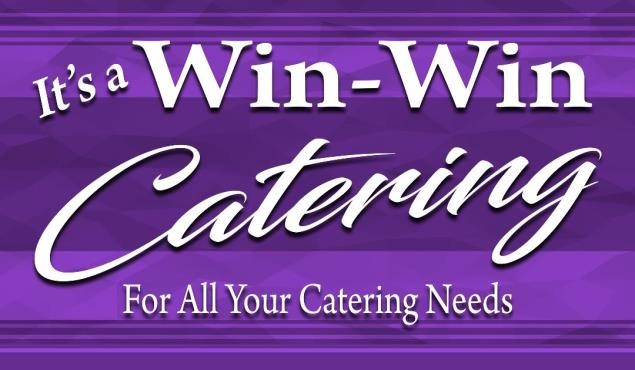 It's a Win-Win
Catering
For All Your Catering Needs